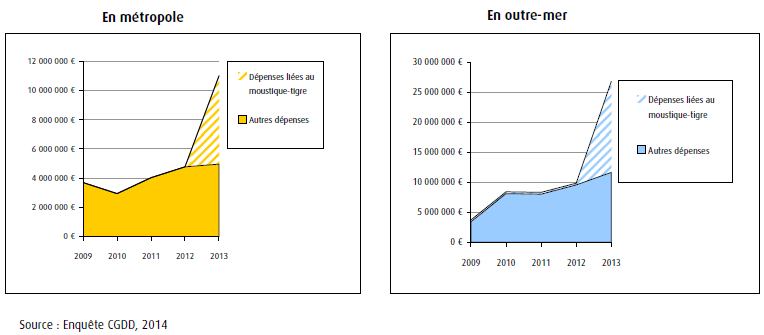 En métropole
12 000 000 €
10 000 000 €
8 000 000 €
6 000 000 €
4 000 000 €
2 000 000 €
0 €
2009 2010 2011 2012 2013
Dépenses liées au
moustique-tigre
Autres dépenses
En outre-mer
30 000 000 €
25 000 000 €
20 000 000 €
15 000 000 €
10 000 000 €
5 000 000 €
0 €
2009 2010 2011 2012 2013
Dépenses liées au
moustique-tigre
Autres dépenses
Source : Enquête CGDD, 2014